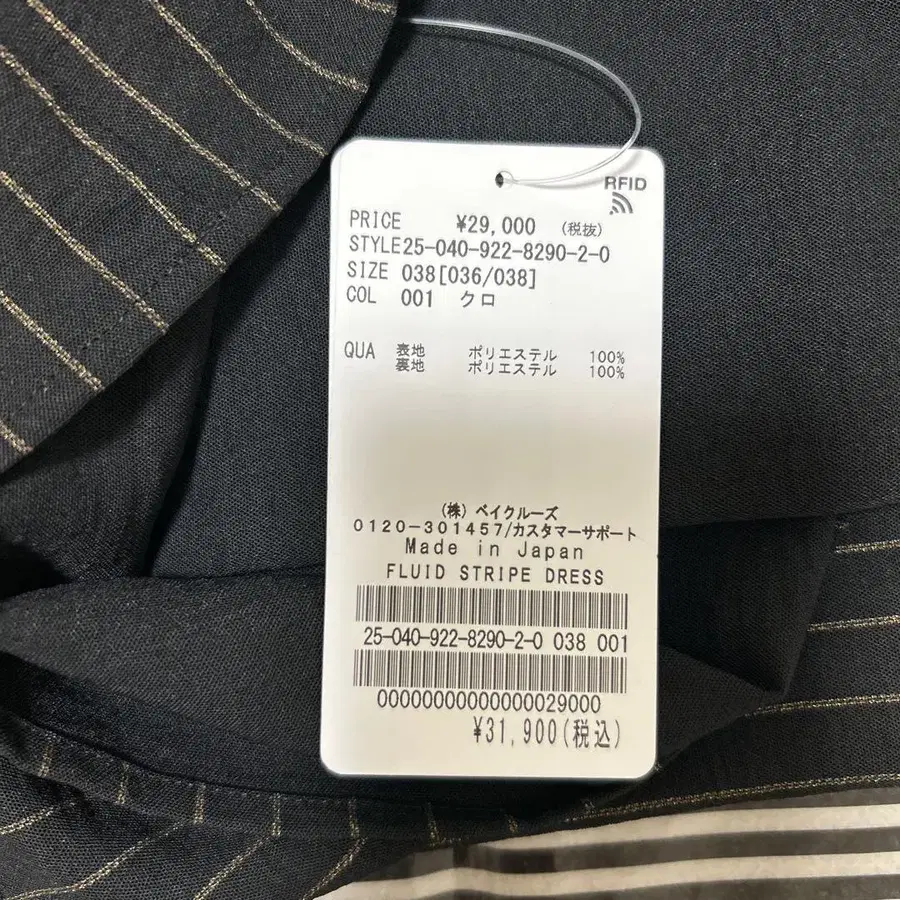 RFID
PRICE ¥29,000 (税抜)
STYLE25-040-922-8290-2-0
SIZE 038[036/038]
COL 001 クロ
QUA 表地 ポリエステル 100%
裏地 ポリエステル 100%
(株) ベイクルーズ
0120-301457/カスタマーサポート
Made in Japan
FLUID STRIPE DRESS
25-040-922-8290-2-0 038 001
00000000000000029000
¥31,900(税込)